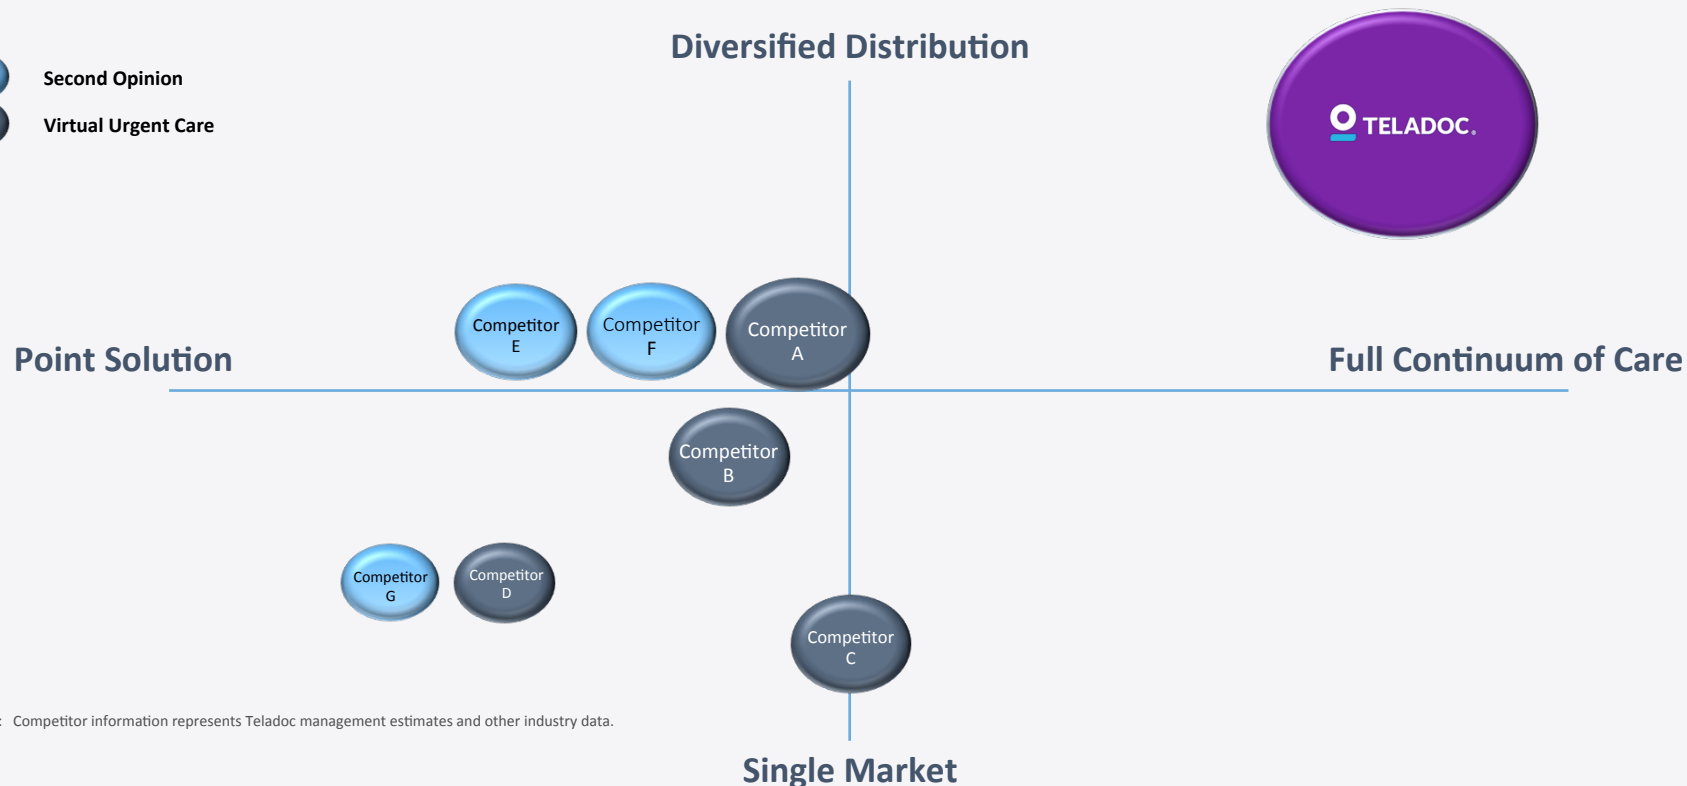 Diversified Distribution
Second Opinion
Virtual Urgent Care
TELADOC.
Competitor
E
Competitor
F
Competitor
A
Point Solution
Full Continuum of Care
Competitor
B
Competitor
G
Competitor
D
Competitor
C
: Competitor information represents Teladoc management estimates and other industry data.
Single Market